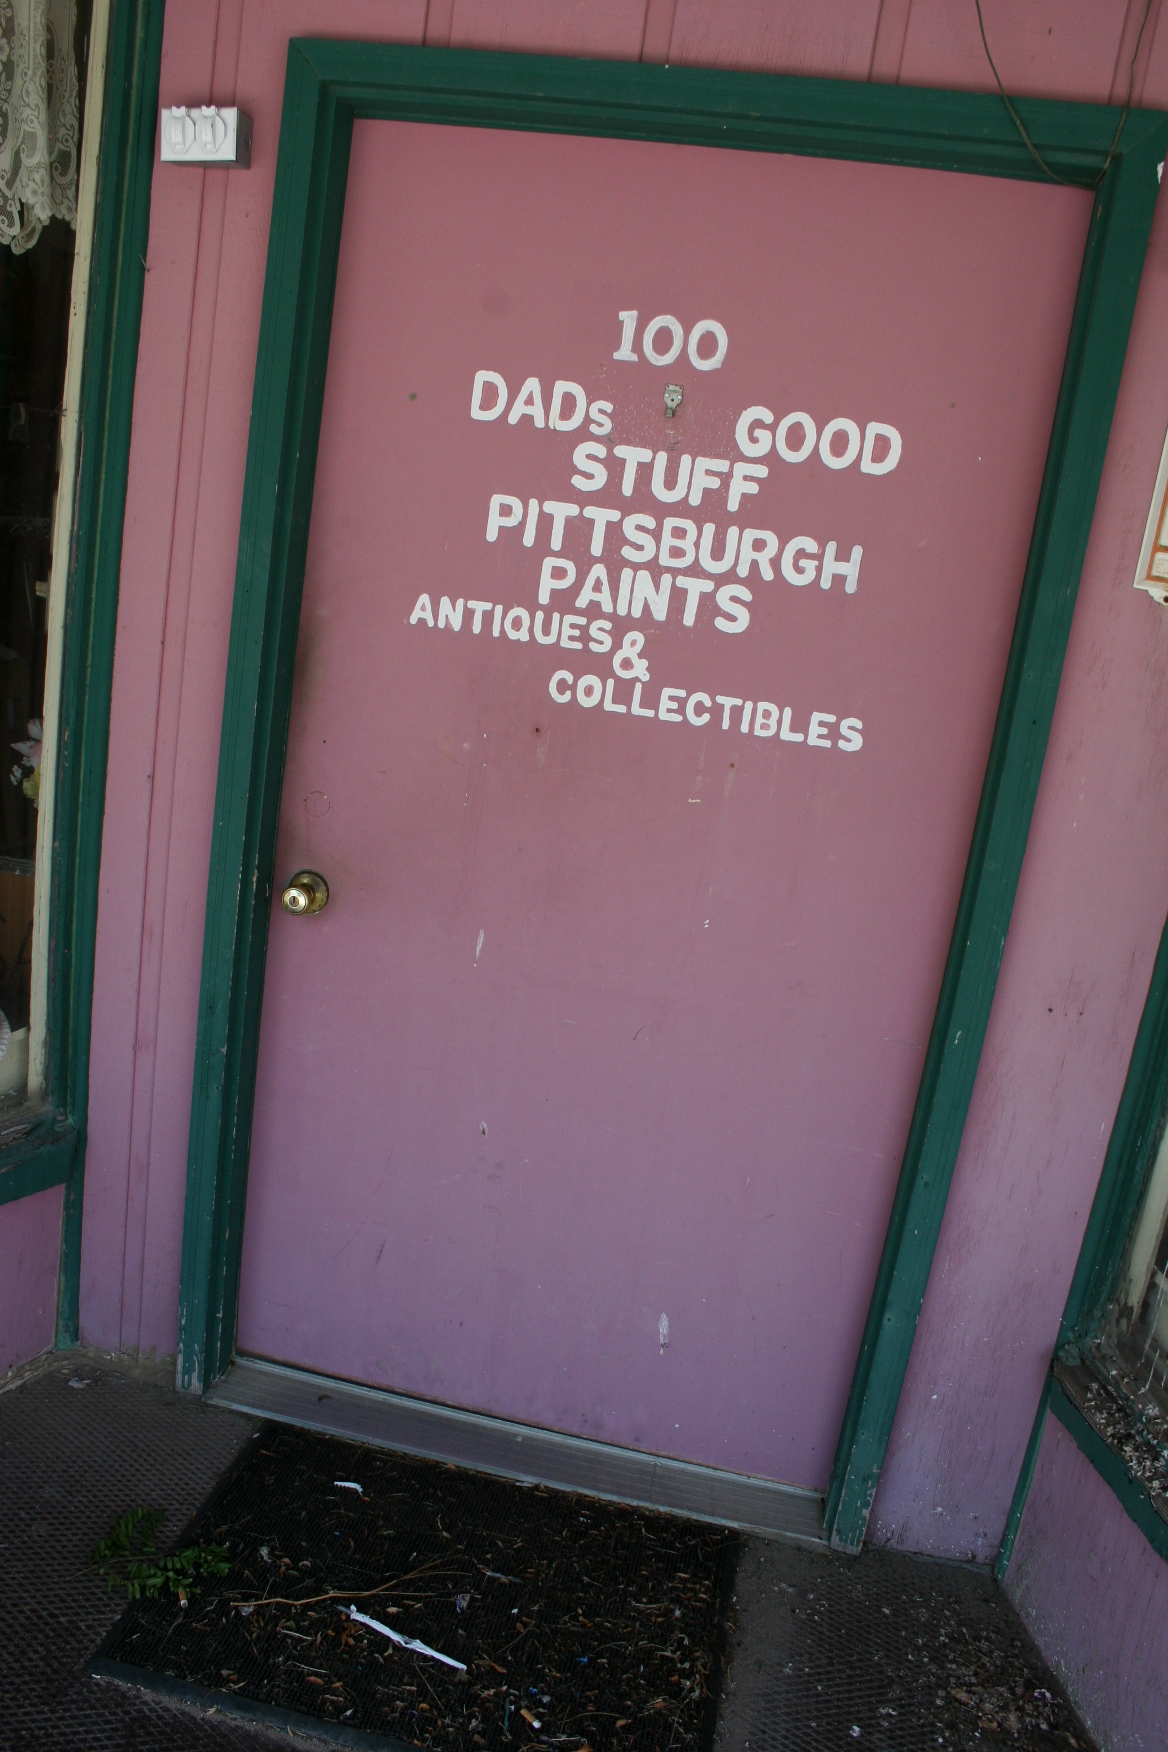 100
DADs GOOD
STUFF
PITTSBURGH
PAINTS
ANTIQUES &
COLLECTIBLES